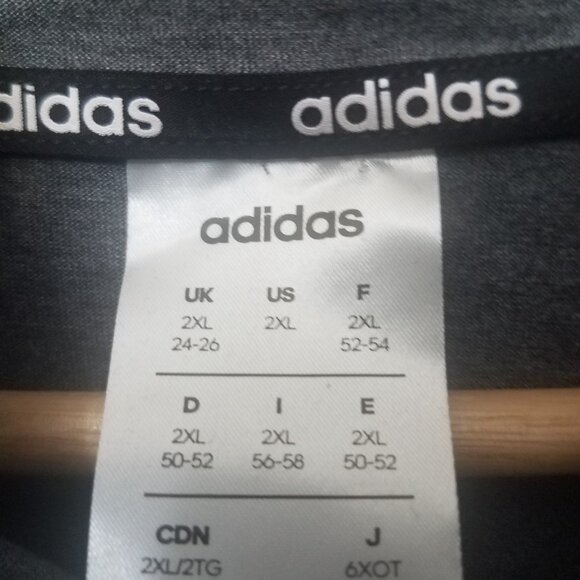 didas adidas
adidas
UK US F
2XL 2XL 2XL
24-26 52-54
D I E
2XL 2XL 2XL
50-52 56-58 50-52
CDN J
2XL/2TG 6XOT